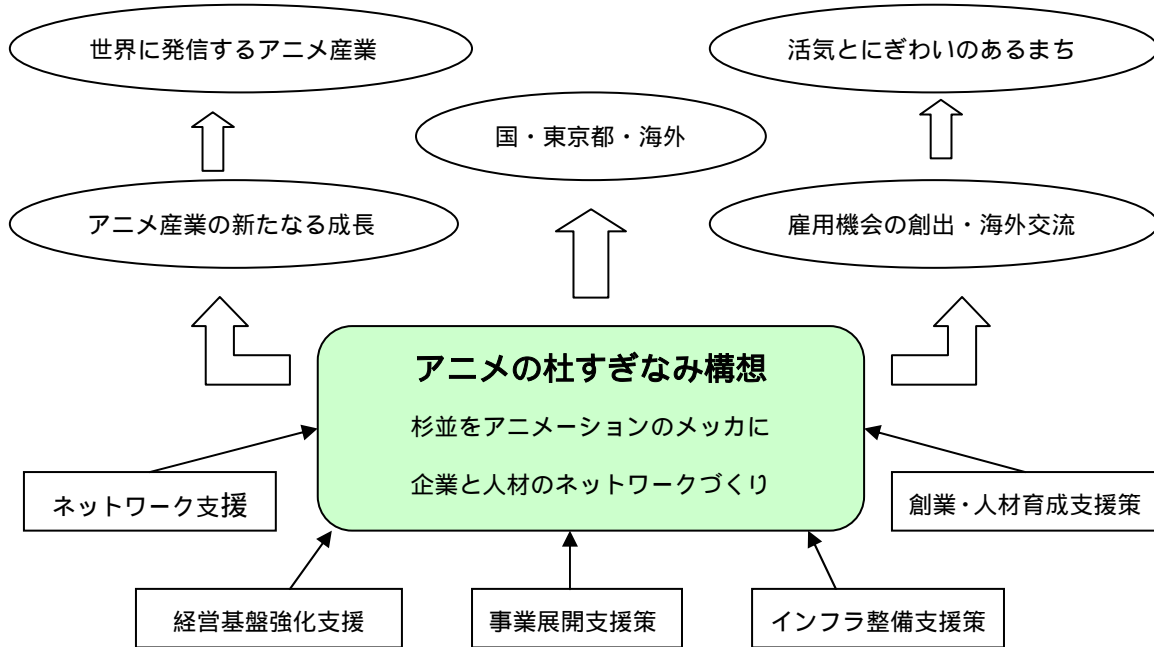 世界に発信するアニメ産業
活気とにぎわいのあるまち
国・東京都・海外
アニメ産業の新たなる成長
雇用機会の創出・海外交流
アニメの杜すぎなみ構想
杉並をアニメーションのメッカに
企業と人材のネットワークづくり
ネットワーク支援
創業・人材育成支援策
経営基盤強化支援
事業展開支援策
インフラ整備支援策